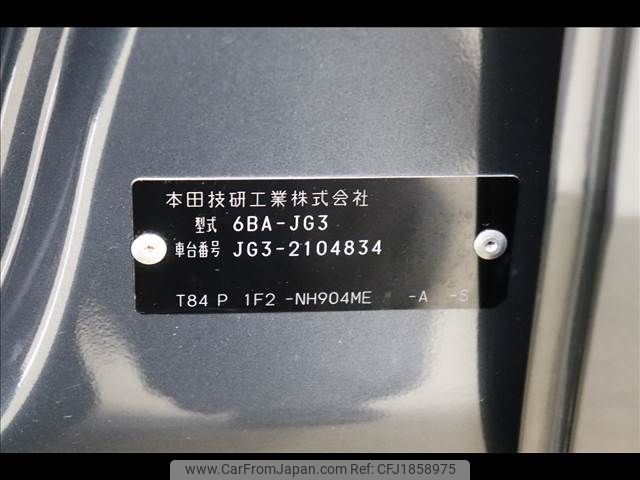 本田技研工業株式会社
型式 6BA-JG3
車台番号 JG3-2104834
T84 P 1F2 -NH904ME -A -S
www.CarFromJapan.com CFJ1858975